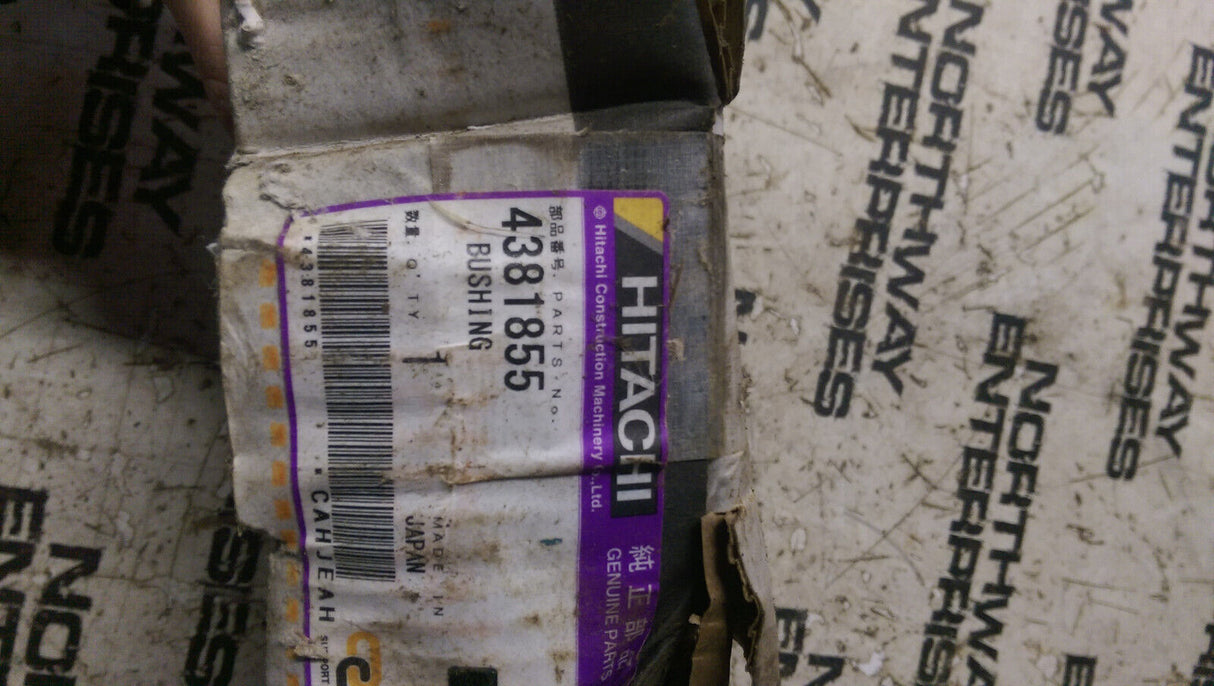 HITACHI
純正部品
GENUINE PARTS
© Hitachi Construction Machinery Co.,Ltd.
部品番号. PARTS.No.
4381855
BUSHING
数量. Q'TY
1
MADE IN
JAPAN
*4381855
CAHJEAH
NORTHWAY
ENTERPRISES
NORTHWAY
ENTERPRISES
NORTHWAY
ENTERPRISES